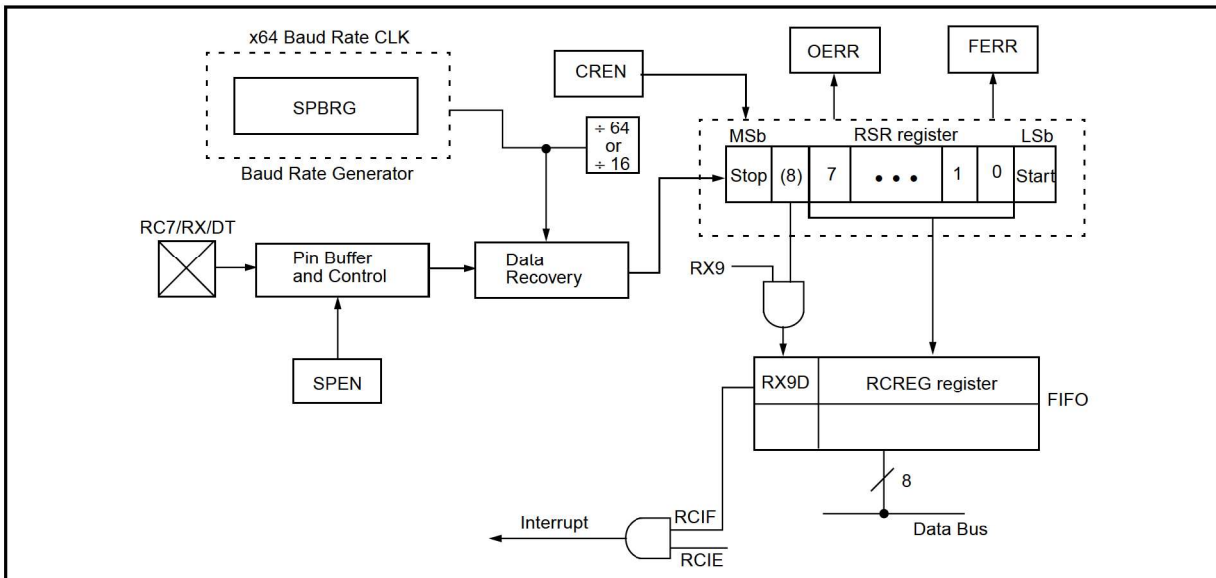 x64 Baud Rate CLK
SPBRG
Baud Rate Generator
CREN
OERR
FERR
÷ 64
or
÷ 16
MSb
RSR register
LSb
Stop
(8)
7
• • •
1
0
Start
RC7/RX/DT
Pin Buffer
and Control
Data
Recovery
SPEN
RX9
RX9D
RCREG register
FIFO
8
Data Bus
Interrupt
RCIF
RCIE